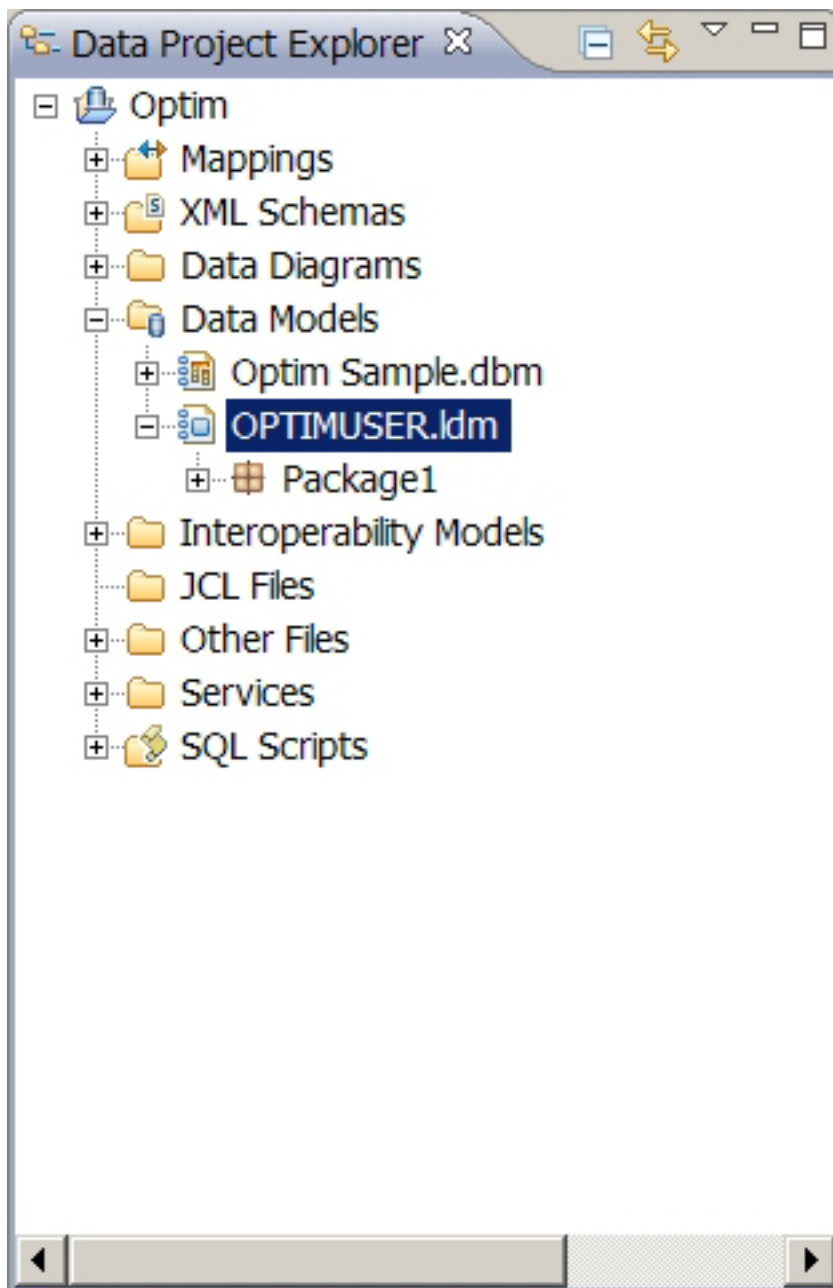 Data Project Explorer
Optim
Mappings
XML Schemas
Data Diagrams
Data Models
Optim Sample.dbm
OPTIMUSER.ldm
Package1
Interoperability Models
JCL Files
Other Files
Services
SQL Scripts